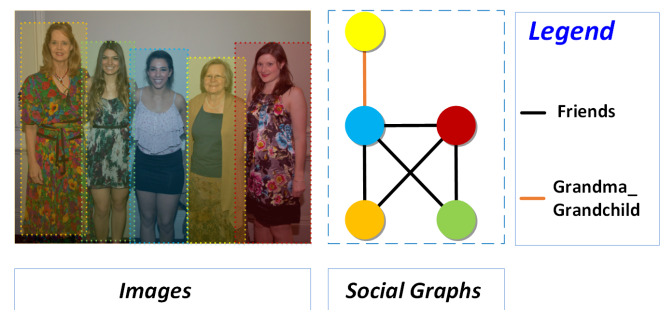 Legend
Friends
Grandma_
Grandchild
Images
Social Graphs